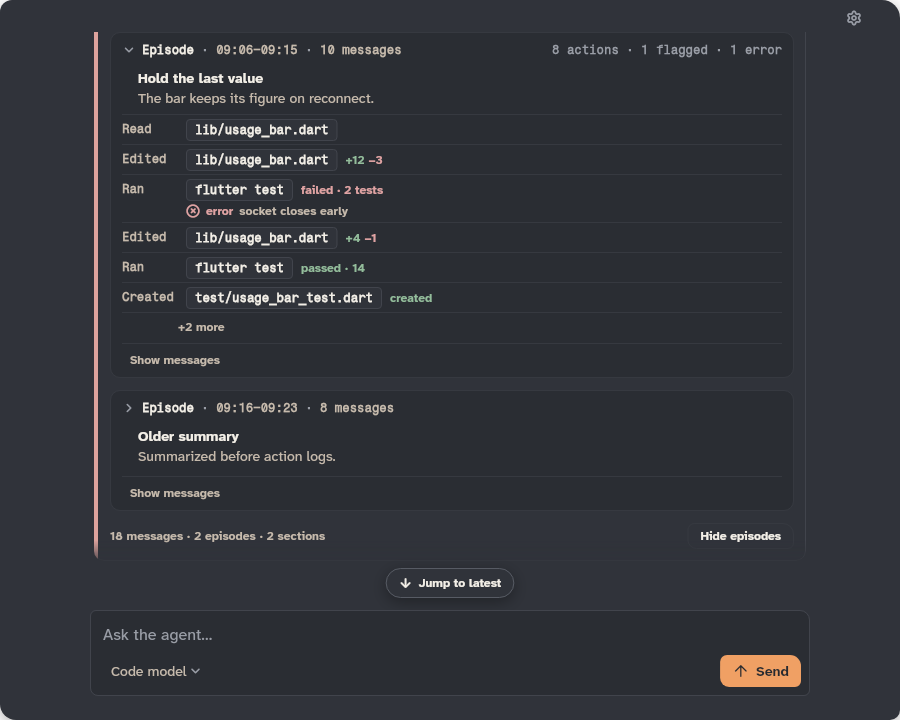 Episode · 09:06–09:15 · 10 messages 8 actions · 1 flagged · 1 error
Hold the last value
The bar keeps its figure on reconnect.
Read lib/usage_bar.dart
Edited lib/usage_bar.dart +12 −3
Ran flutter test failed · 2 tests
error socket closes early
Edited lib/usage_bar.dart +4 −1
Ran flutter test passed · 14
Created test/usage_bar_test.dart created
+2 more
Show messages
Episode · 09:16–09:23 · 8 messages
Older summary
Summarized before action logs.
Show messages
18 messages · 2 episodes · 2 sections Hide episodes
Jump to latest
Ask the agent...
Code model Send